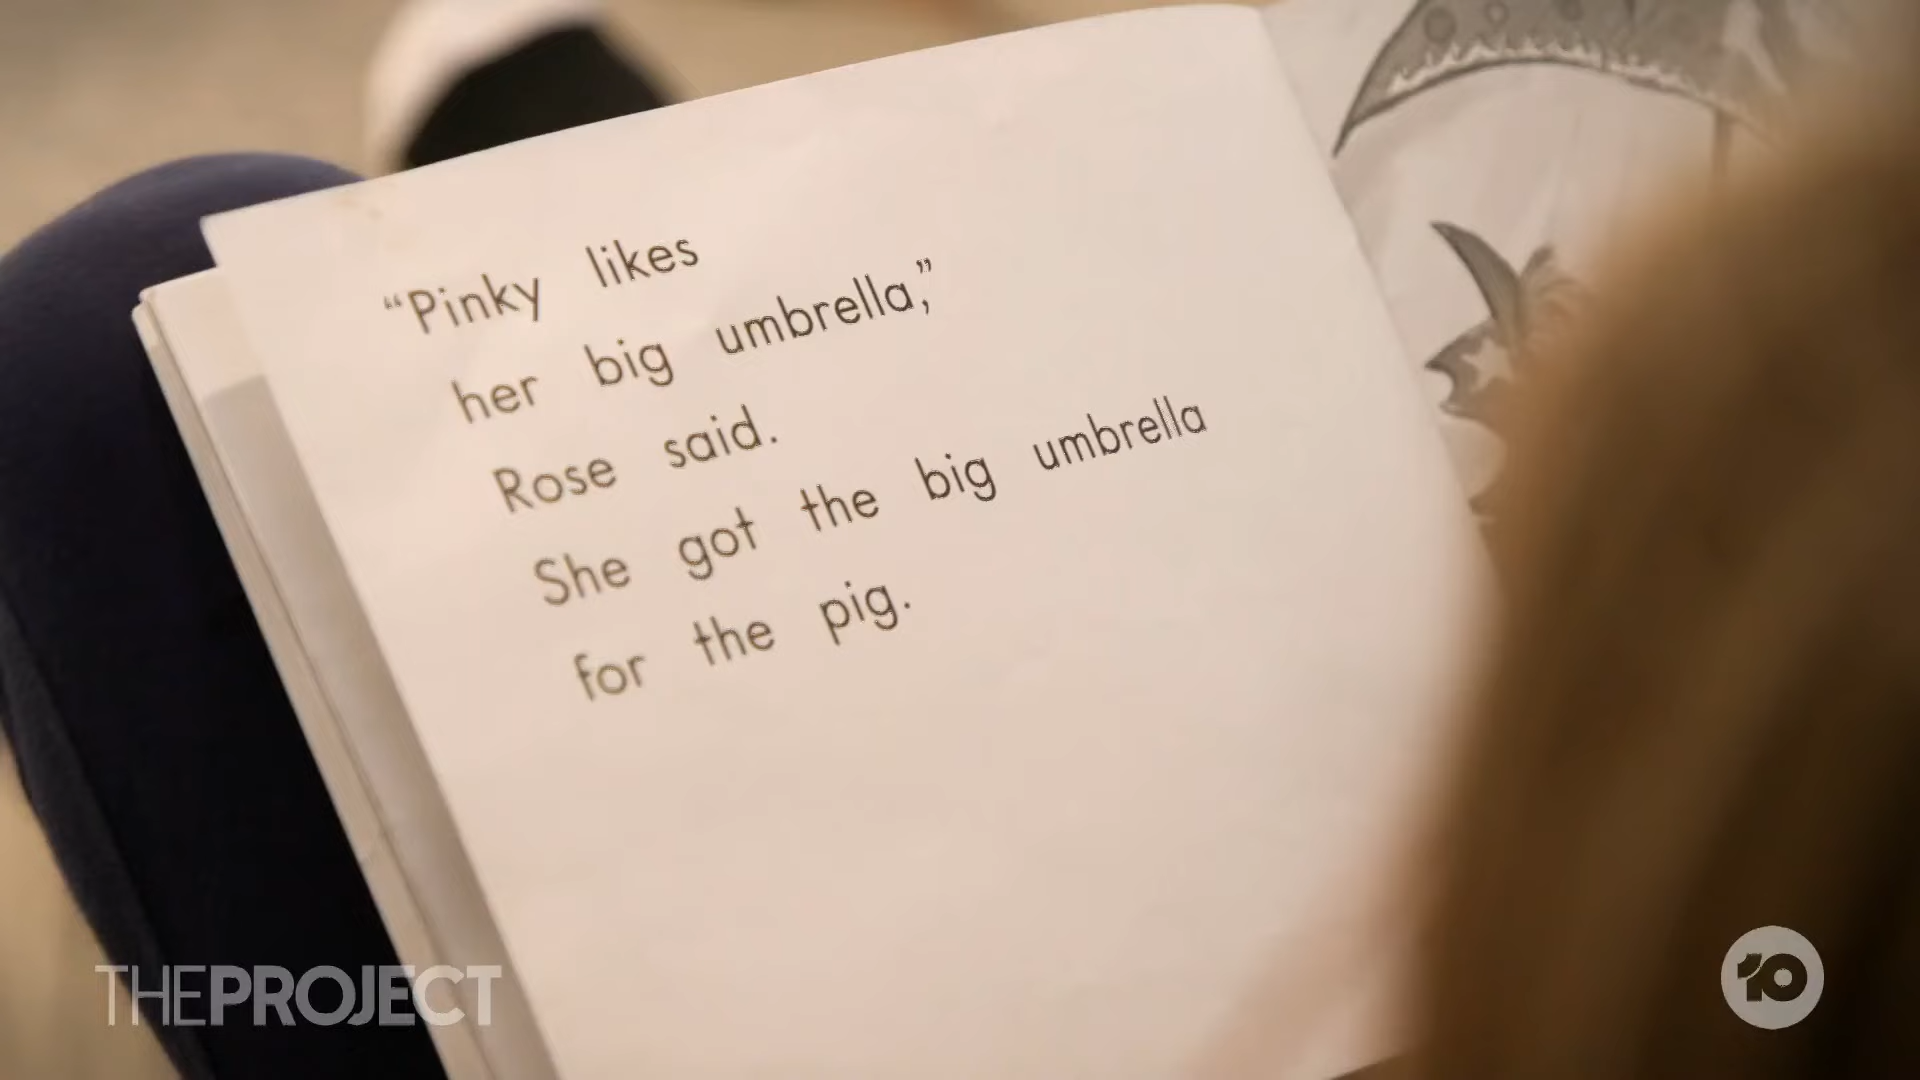 “Pinky likes
her big umbrella,”
Rose said.
She got the big umbrella
for the pig.
THEPROJECT
10